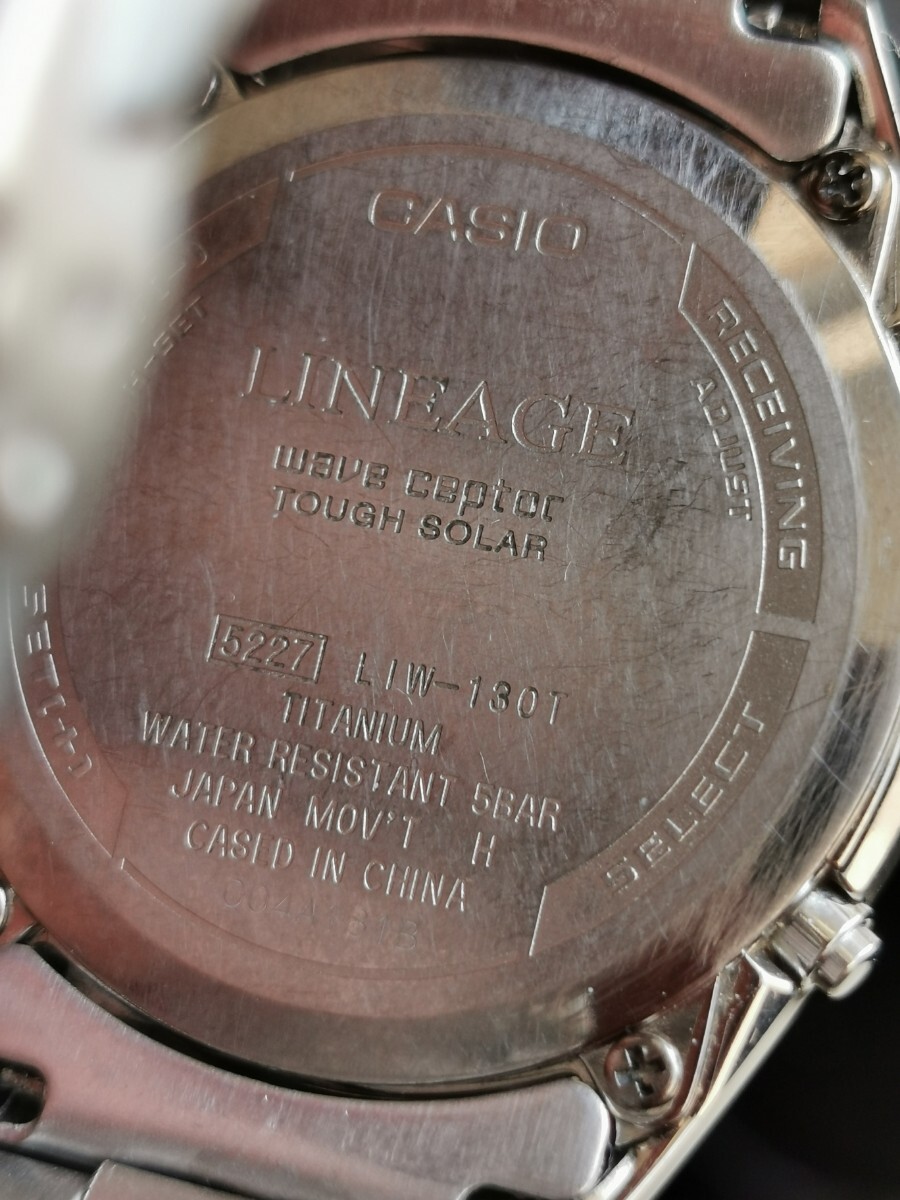 CASIO
LINEAGE
wave ceptor
TOUGH SOLAR
5227 LIW-130T
TITANIUM
WATER RESISTANT 5BAR
JAPAN MOV'T H
CASED IN CHINA
RECEIVING
ADJUST
SELECT